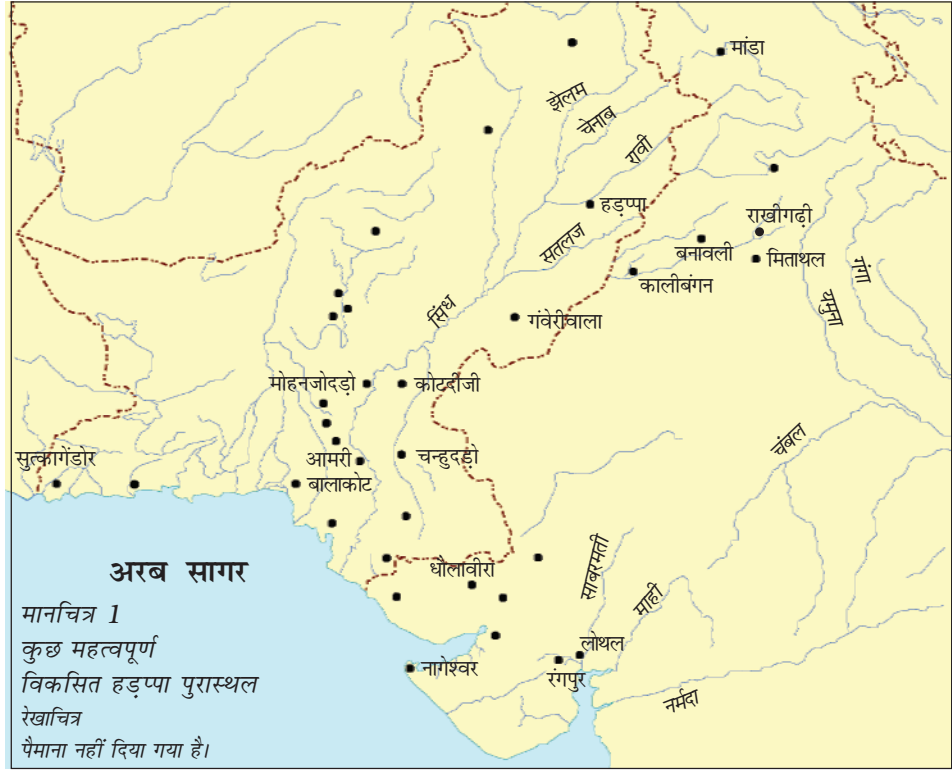 मांडा
झेलम
चेनाब
रावी
हड़प्पा
राखीगढ़ी
सतलज
बनावली
मिताथल
गंगा
कालीबंगन
यमुना
सिंध
गंवेरीवाला
मोहनजोदड़ो
कोटदीजी
चंबल
सुत्कागेंडोर
आमरी
चन्हुदड़ो
बालाकोट
अरब सागर
धौलावीरा
साबरमती
माही
मानचित्र 1
कुछ महत्वपूर्ण
विकसित हड़प्पा पुरास्थल
रेखाचित्र
पैमाना नहीं दिया गया है।
लोथल
नागेश्वर
रंगपुर
नर्मदा